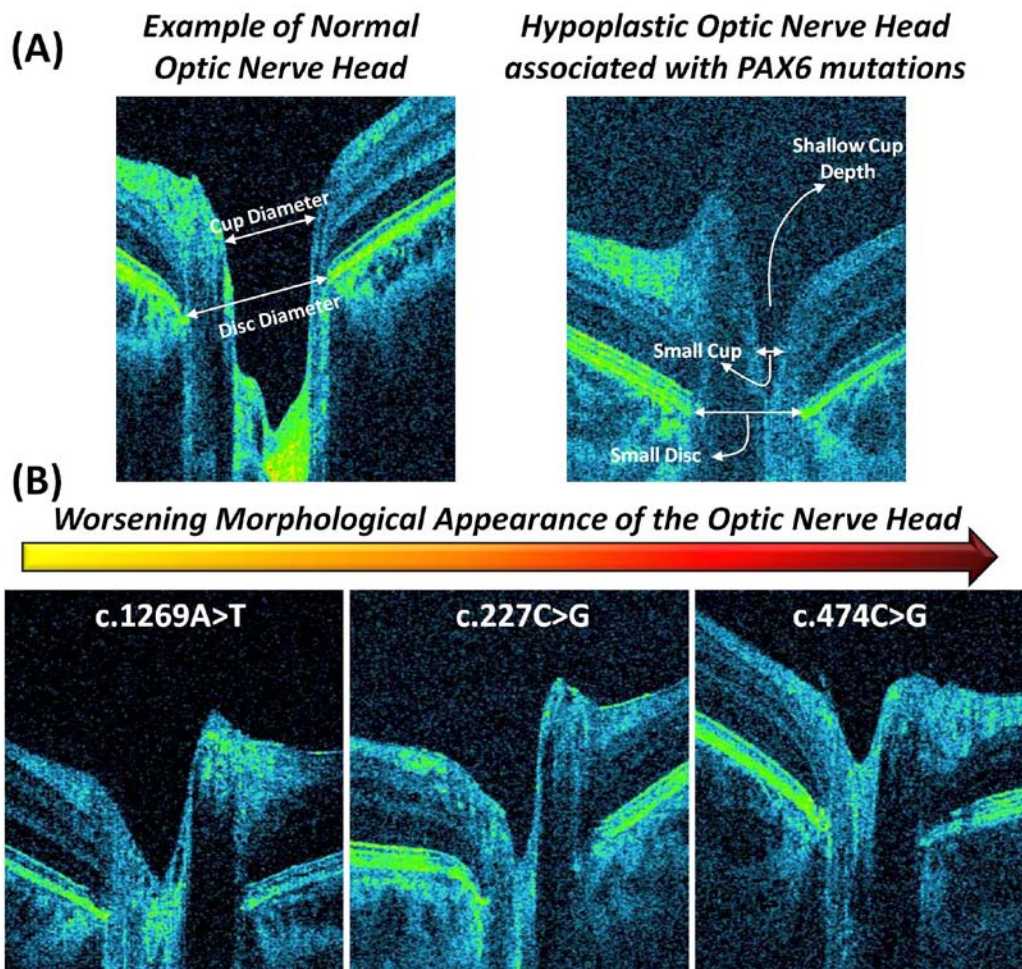 (A)
Example of Normal
Optic Nerve Head
Hypoplastic Optic Nerve Head
associated with PAX6 mutations
Cup Diameter
Disc Diameter
Shallow Cup
Depth
Small Cup
Small Disc
(B)
Worsening Morphological Appearance of the Optic Nerve Head
c.1269A>T
c.227C>G
c.474C>G